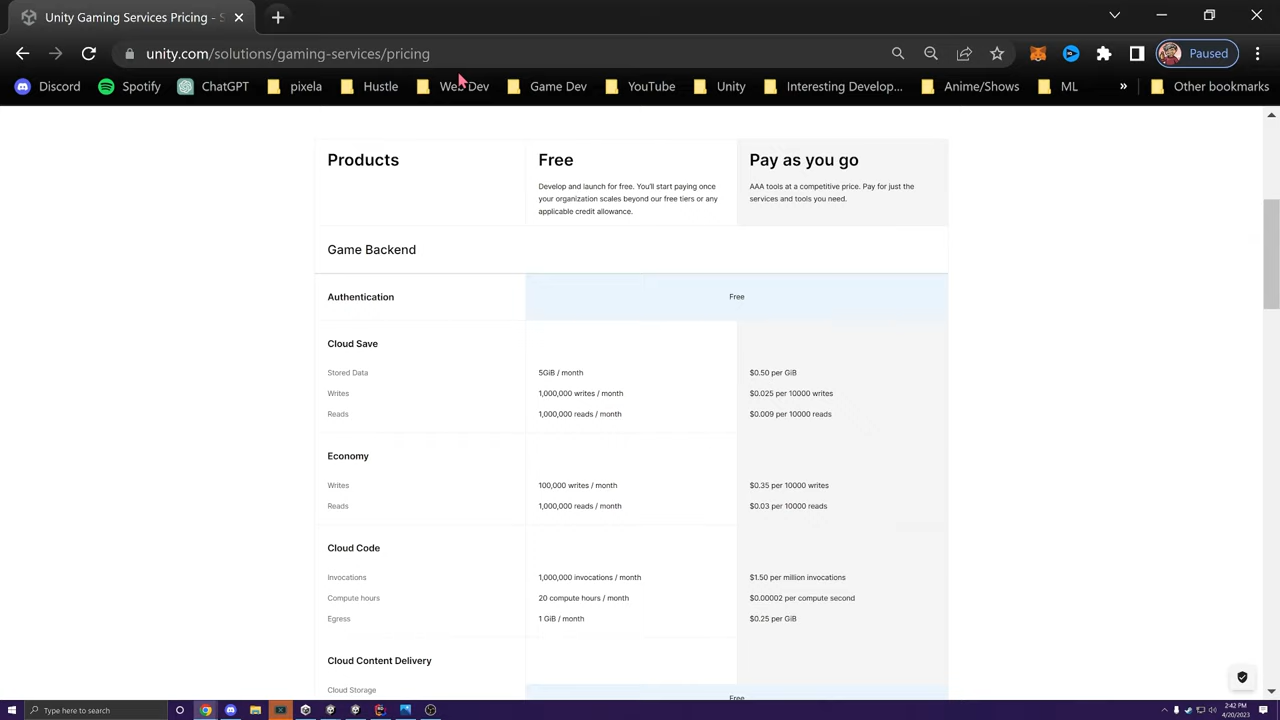 Unity Gaming Services Pricing
unity.com/solutions/gaming-services/pricing
Paused
Discord Spotify ChatGPT pixela Hustle Web Dev Game Dev YouTube Unity Interesting Develop... Anime/Shows ML » Other Bookmarks
Products Free Pay as you go
Develop and launch for free. You'll start paying once AAA tools at a competitive price. Pay for just the
your organization scales beyond our free tiers or any services and tools you need.
applicable credit allowance.
Game Backend
Authentication Free
Cloud Save
Stored Data 5GiB / month $0.50 per GiB
Writes 1,000,000 writes / month $0.025 per 10000 writes
Reads 1,000,000 reads / month $0.009 per 10000 reads
Economy
Writes 100,000 writes / month $0.35 per 10000 writes
Reads 1,000,000 reads / month $0.03 per 10000 reads
Cloud Code
Invocations 1,000,000 invocations / month $1.50 per million invocations
Compute hours 20 compute hours / month $0.00002 per compute second
Egress 1 GiB / month $0.25 per GiB
Cloud Content Delivery
Cloud Storage Free
Type here to search
2:42 PM
4/20/2023